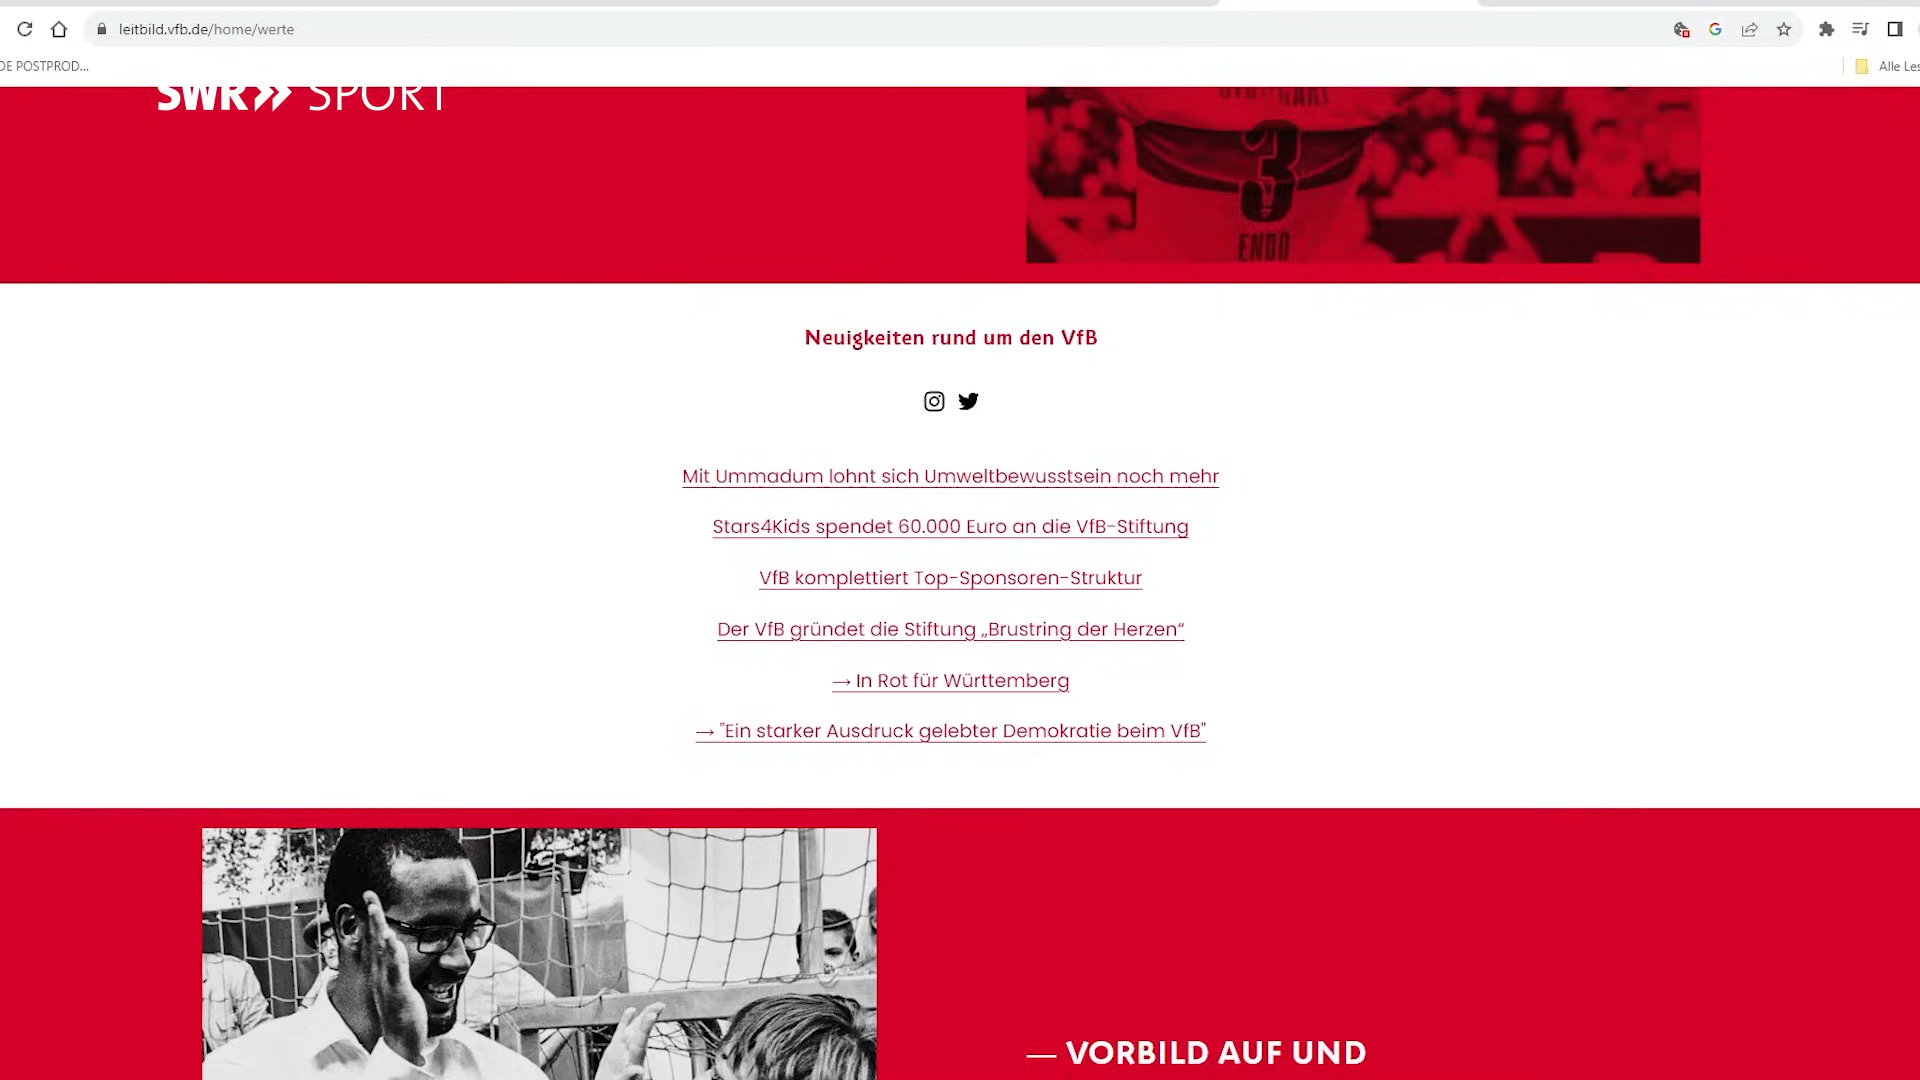 leitbild.vfb.de/home/werte
DE POSTPROD...
Alle Les
SWR SPORT
STUTTGART
3
ENDO
Neuigkeiten rund um den VfB
Mit Ummadum lohnt sich Umweltbewusstsein noch mehr
Stars4Kids spendet 60.000 Euro an die VfB-Stiftung
VfB komplettiert Top-Sponsoren-Struktur
Der VfB gründet die Stiftung „Brustring der Herzen“
→ In Rot für Württemberg
→ "Ein starker Ausdruck gelebter Demokratie beim VfB"
— VORBILD AUF UND